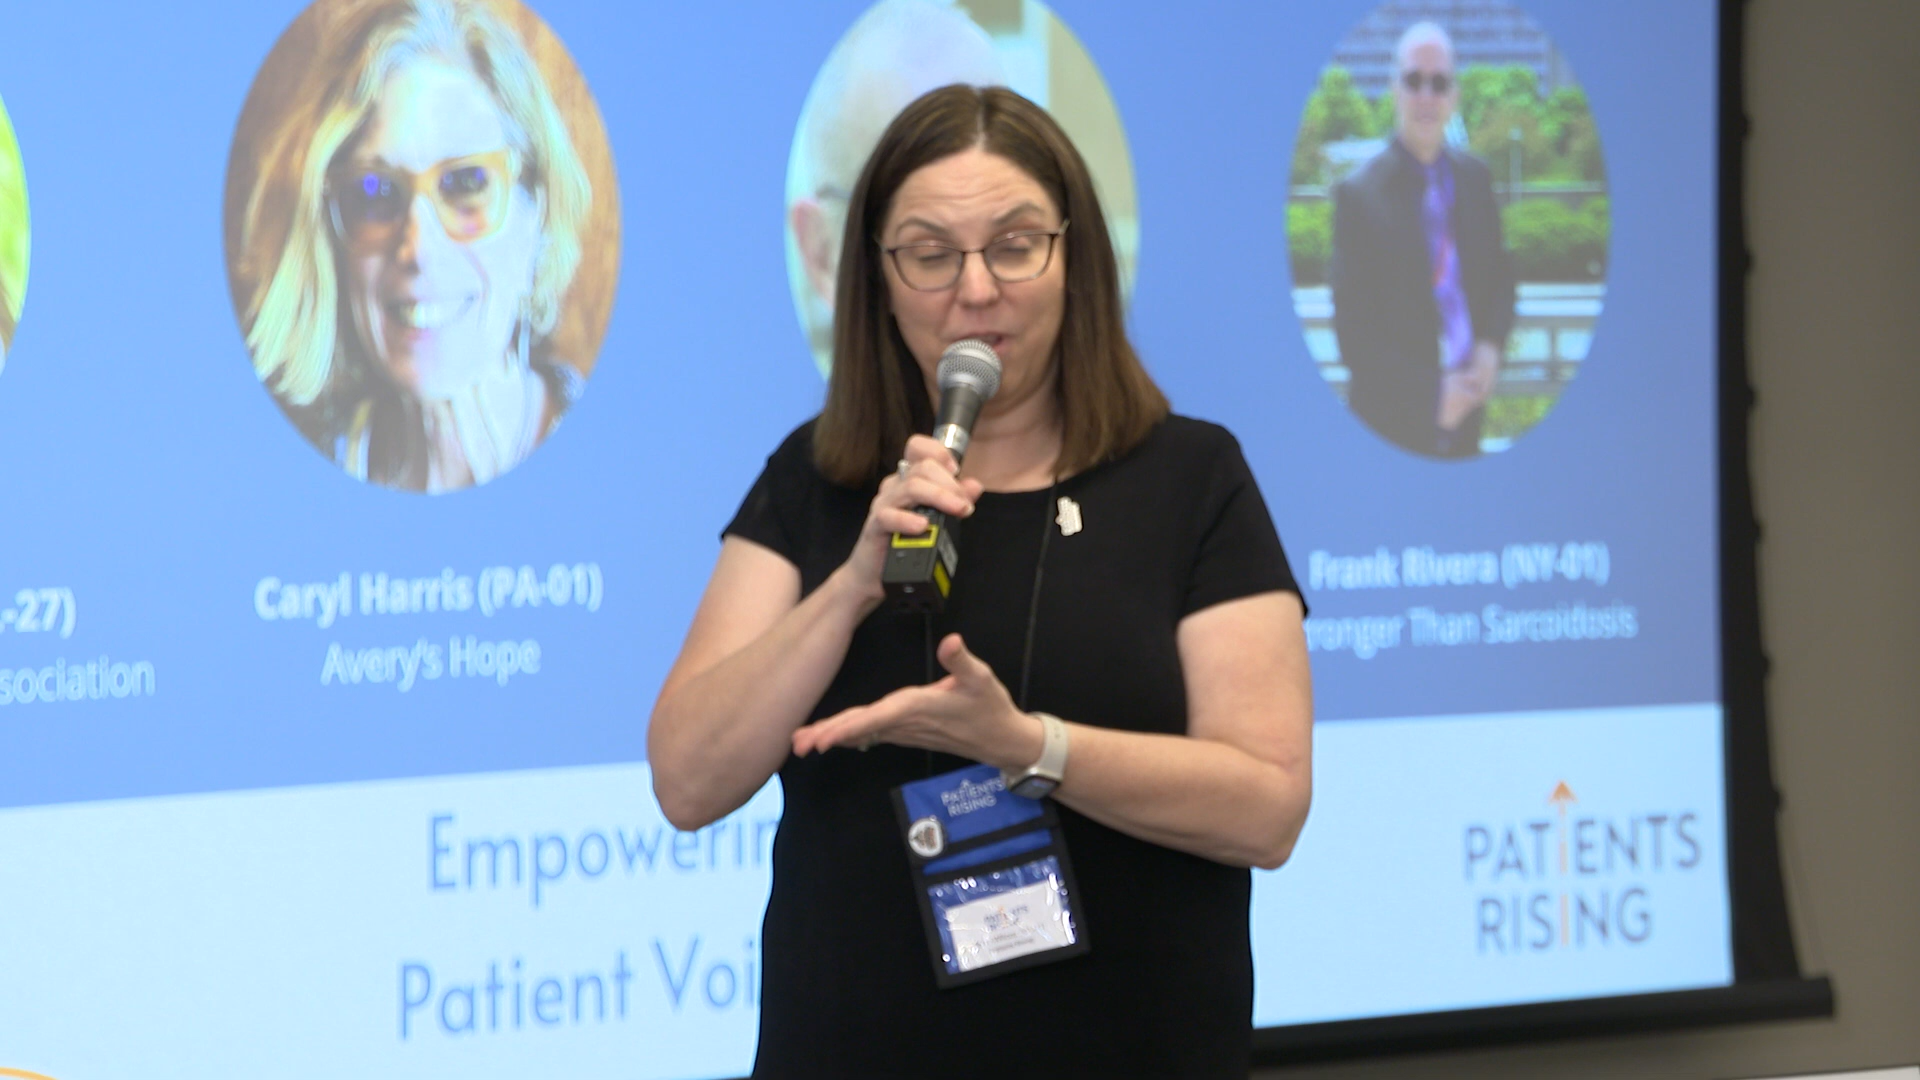 -27)
sociation
Caryl Harris (PA-01)
Avery's Hope
Frank Rivera (NY-01)
ronger Than Sarcoidosis
Empowerin
Patient Voi
PATIENTS
RISING
PATIENTS
RISING